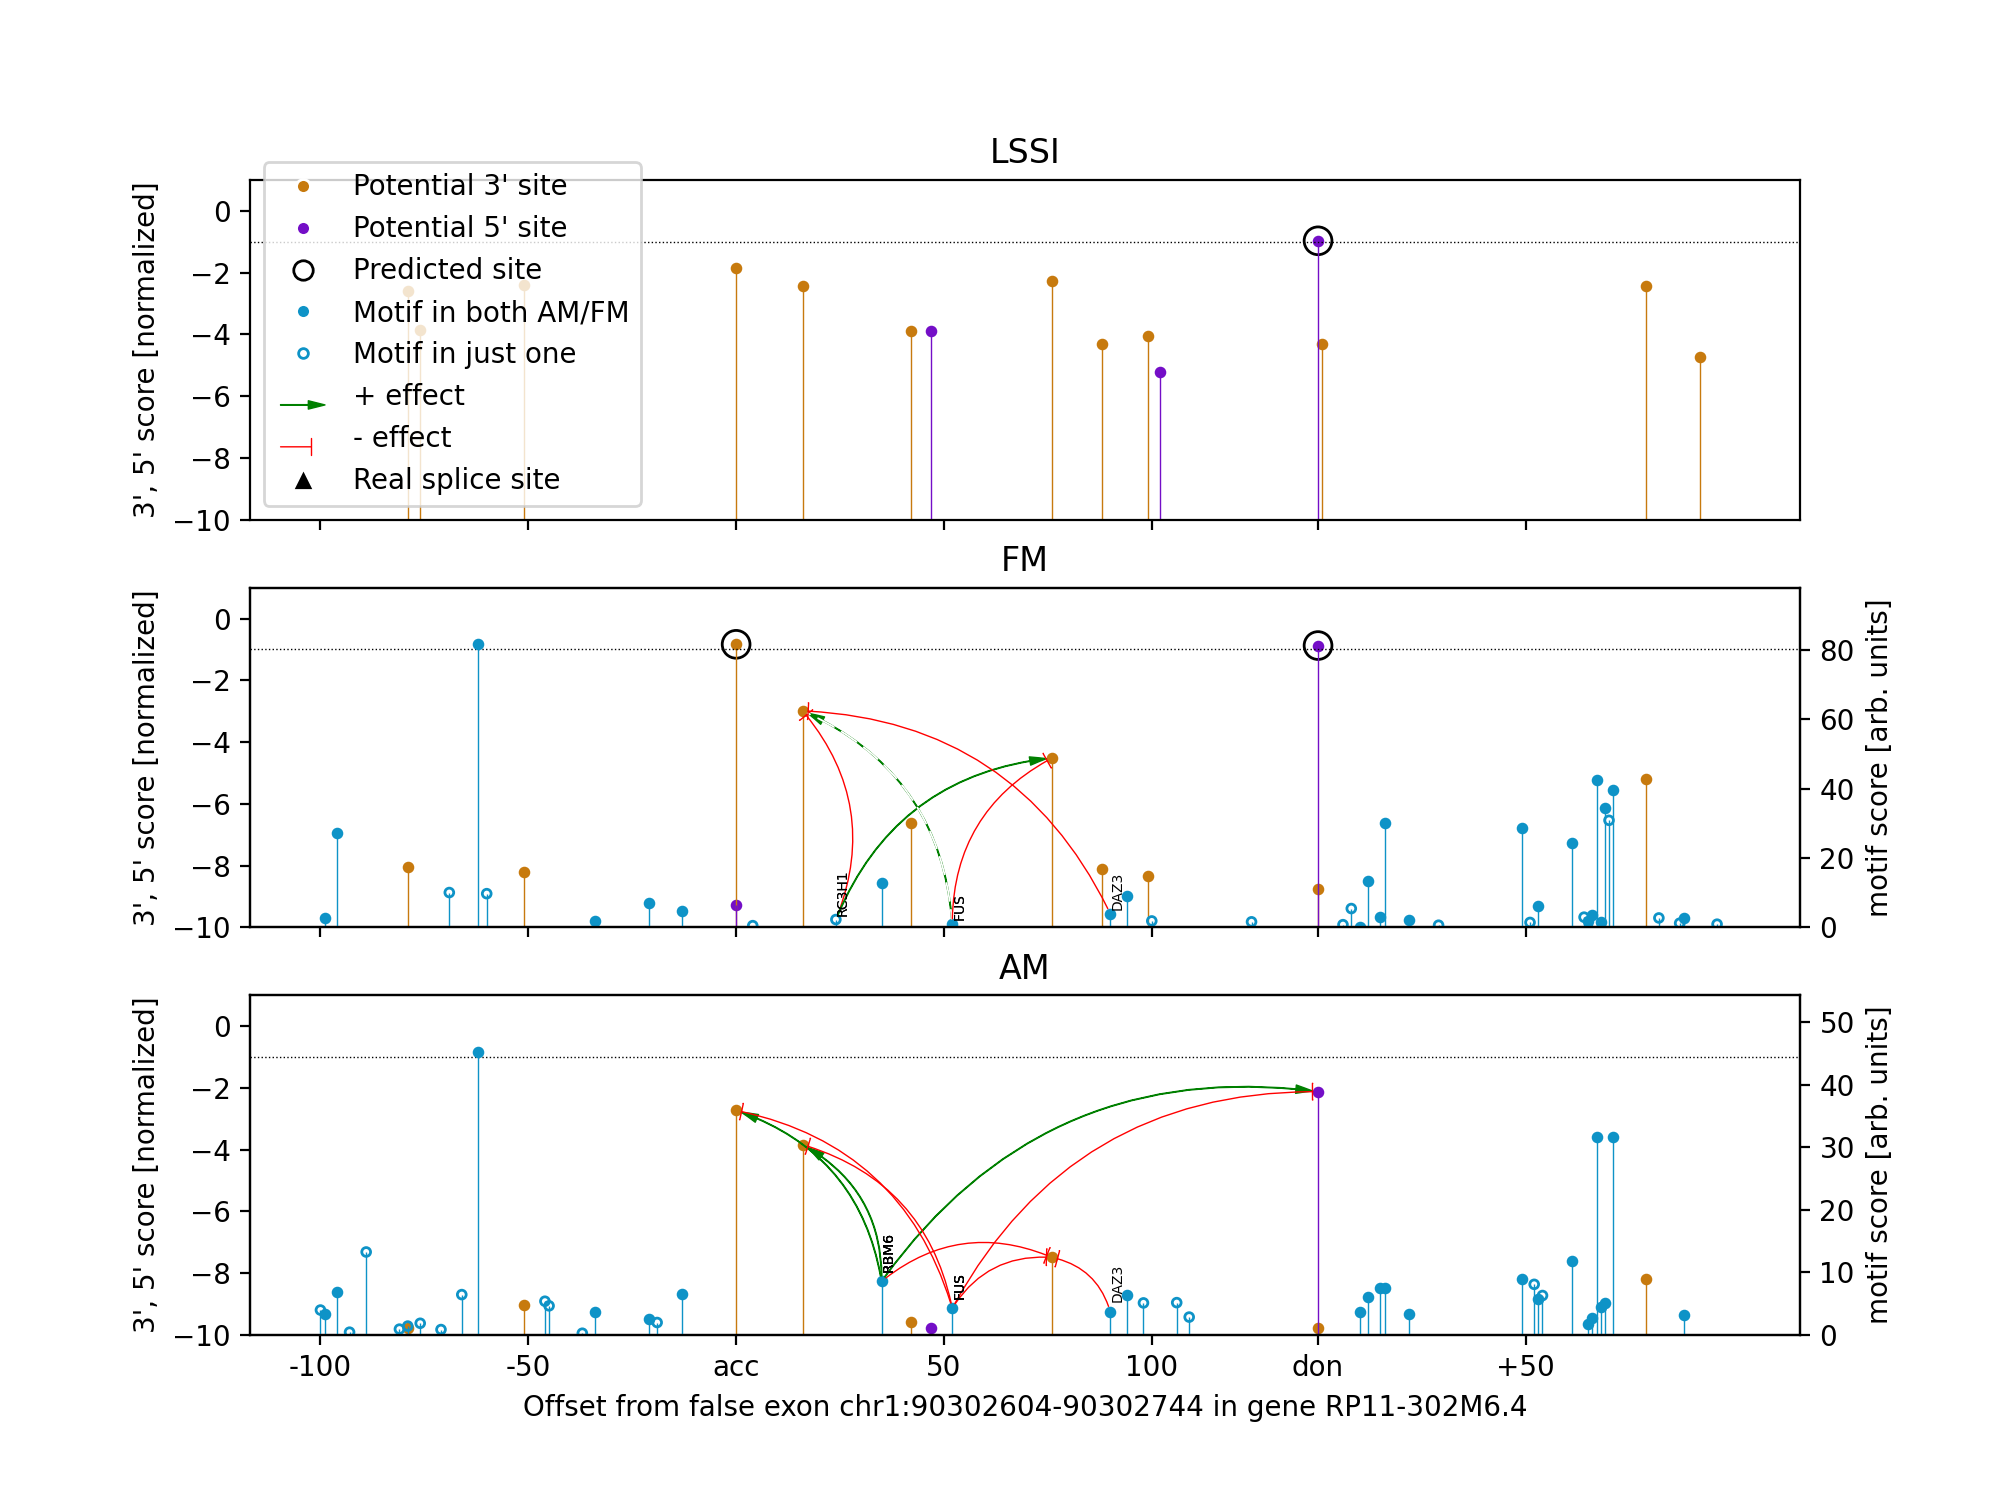 LSSI
3', 5' score [normalized]
0
−2
−4
−6
−8
−10
Potential 3' site
Potential 5' site
Predicted site
Motif in both AM/FM
Motif in just one
+ effect
- effect
Real splice site
FM
3', 5' score [normalized]
0
−2
−4
−6
−8
−10
RC3H1
FUS
DAZ3
80
60
40
20
0
motif score [arb. units]
AM
3', 5' score [normalized]
0
−2
−4
−6
−8
−10
RBM6
FUS
DAZ3
50
40
30
20
10
0
motif score [arb. units]
-100
-50
acc
50
100
don
+50
Offset from false exon chr1:90302604-90302744 in gene RP11-302M6.4